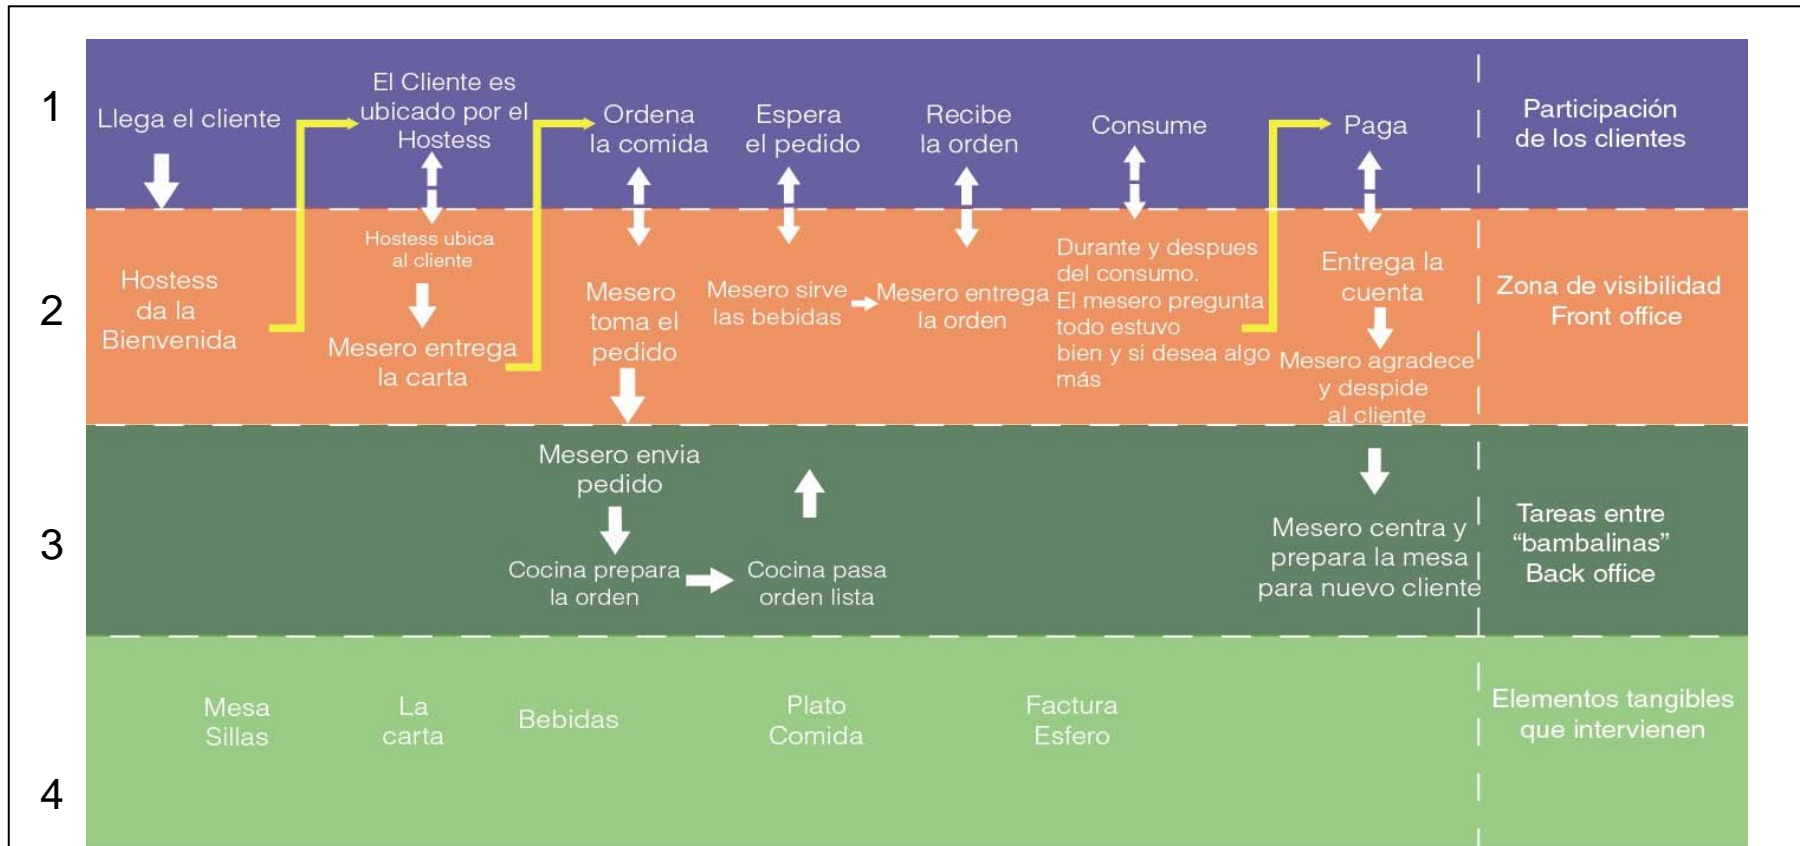 1
Llega el cliente
El Cliente es
ubicado por el
Hostess
Ordena
la comida
Espera
el pedido
Recibe
la orden
Consume
Paga
Participación
de los clientes
2
Hostess
da la
Bienvenida
Hostess ubica
al cliente
Mesero entrega
la carta
Mesero
toma el
pedido
Mesero sirve
las bebidas
Mesero entrega
la orden
Durante y despues
del consumo.
El mesero pregunta
todo estuvo
bien y si desea algo
más
Entrega la
cuenta
Mesero agradece
y despide
al cliente
Zona de visibilidad
Front office
3
Mesero envia
pedido
Cocina prepara
la orden
Cocina pasa
orden lista
Mesero centra y
prepara la mesa
para nuevo cliente
Tareas entre
“bambalinas”
Back office
4
Mesa
Sillas
La
carta
Bebidas
Plato
Comida
Factura
Esfero
Elementos tangibles
que intervienen